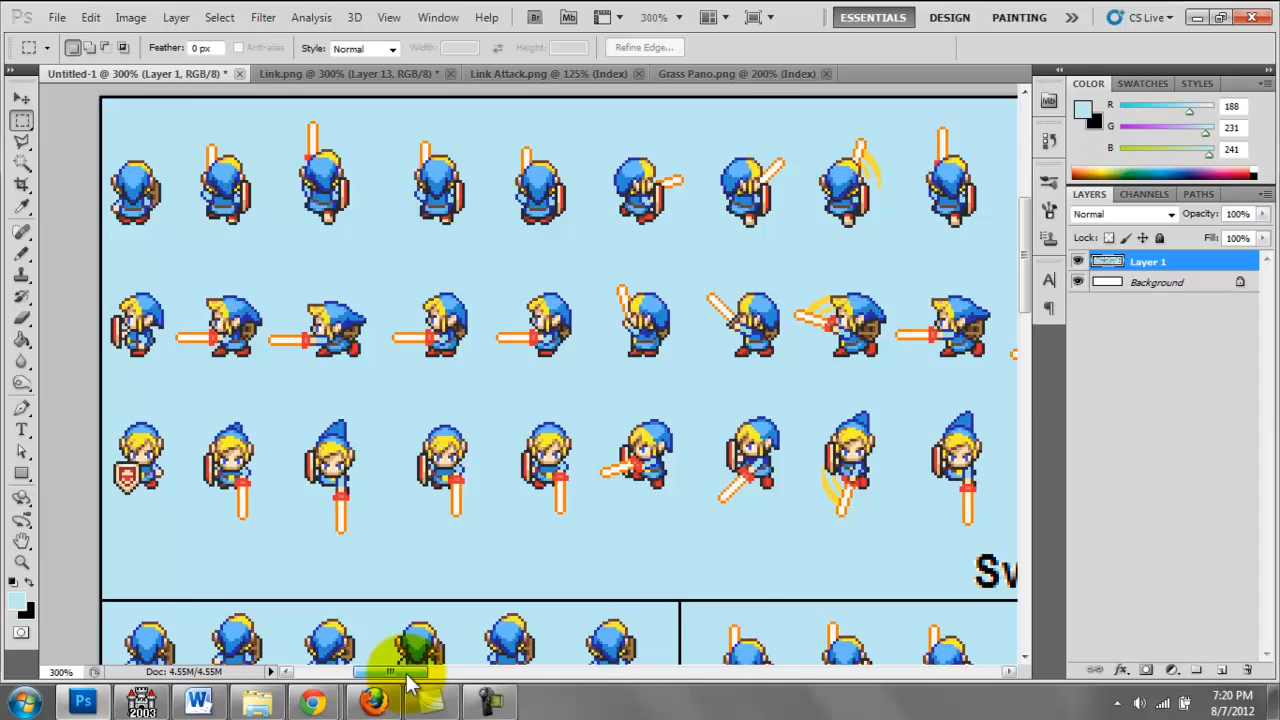 Ps File Edit Image Layer Select Filter Analysis 3D View Window Help Br Mb 300% ESSENTIALS DESIGN PAINTING CS Live
Feather: 0 px Anti-alias Style: Normal Width: Height: Refine Edge...
Untitled-1 @ 300% (Layer 1, RGB/8) * Link.png @ 300% (Layer 13, RGB/8) * Link Attack.png @ 125% (Index) Grass Pano.png @ 200% (Index)
COLOR SWATCHES STYLES
Mb
R 188
G 231
B 241
LAYERS CHANNELS PATHS
Normal Opacity: 100%
Lock: Fill: 100%
Layer 1
Background
Sv
300% Doc: 4.55M/4.55M
Ps 2003 W
7:20 PM
8/7/2012